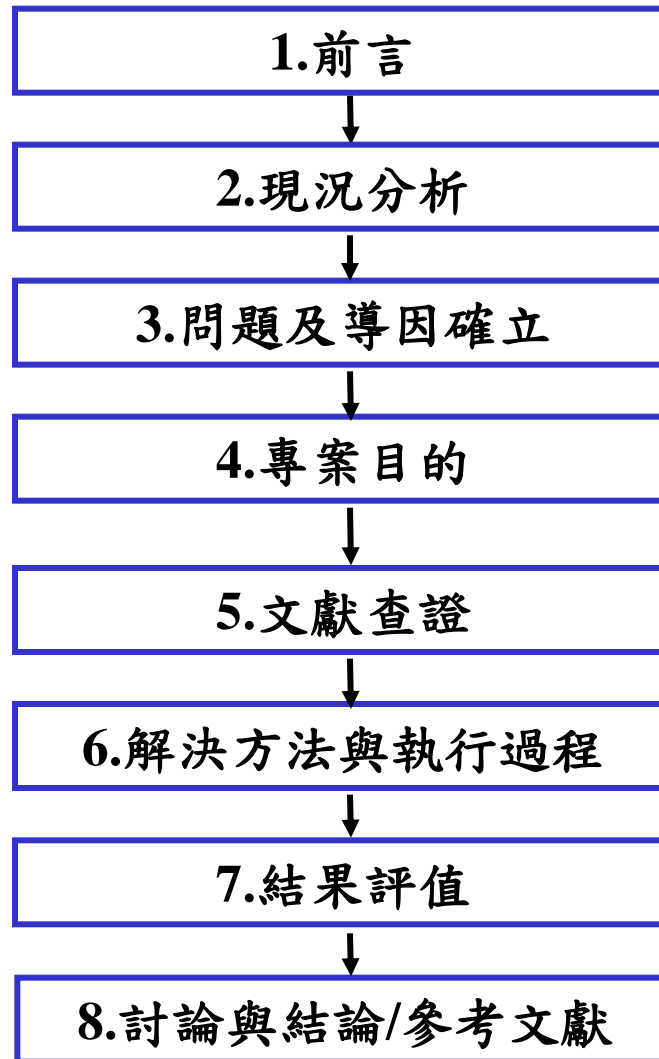 1.前言
2.現況分析
3.問題及導因確立
4.專案目的
5.文獻查證
6.解決方法與執行過程
7.結果評值
8.討論與結論/參考文獻